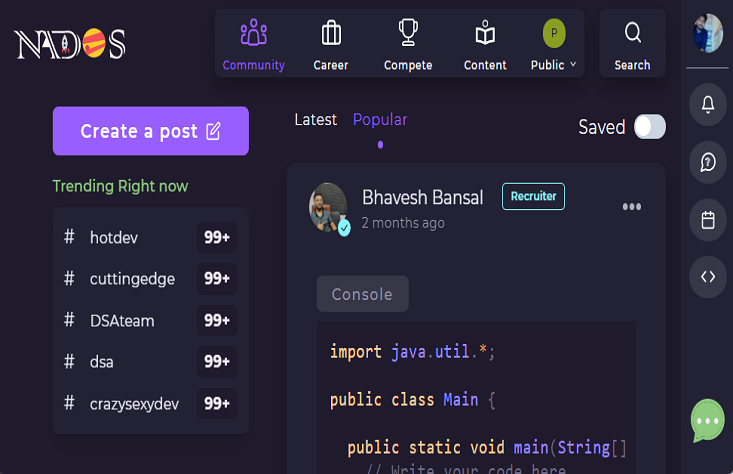 NADOS
Community
Career
Compete
Content
P
Public
Search
Create a post
Latest
Popular
Saved
Trending Right now
# hotdev 99+
# cuttingedge 99+
# DSAteam 99+
# dsa 99+
# crazysexydev 99+
Bhavesh Bansal
Recruiter
2 months ago
Console
import java.util.*;
public class Main {
public static void main(String[]
// Write your code here